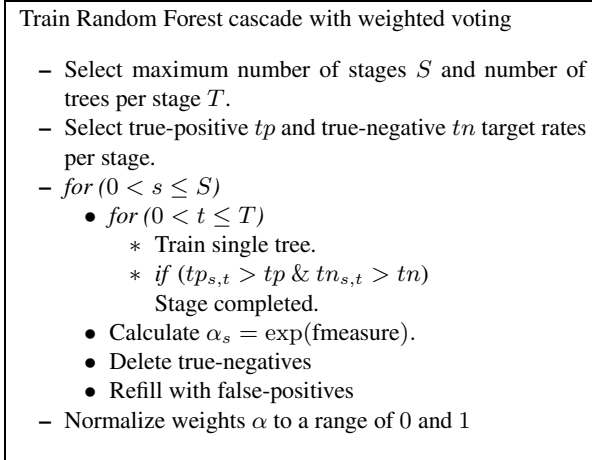 Train Random Forest cascade with weighted voting
– Select maximum number of stages S and number of
trees per stage T.
– Select true-positive tp and true-negative tn target rates
per stage.
– for (0 < s ≤ S)
• for (0 < t ≤ T)
∗ Train single tree.
∗ if (tp_{s,t} > tp & tn_{s,t} > tn)
Stage completed.
• Calculate α_s = exp(fmeasure).
• Delete true-negatives
• Refill with false-positives
– Normalize weights α to a range of 0 and 1